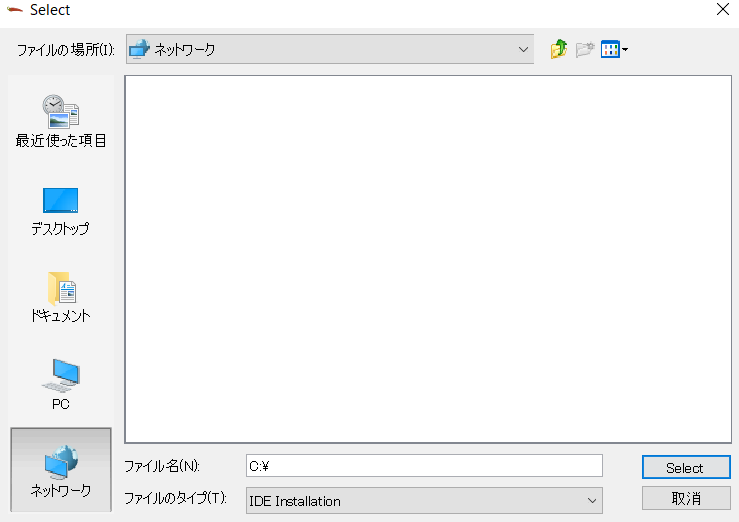 Select
ファイルの場所(I):
ネットワーク
最近使った項目
デスクトップ
ドキュメント
PC
ネットワーク
ファイル名(N):
C:¥
Select
ファイルのタイプ(T):
IDE Installation
取消